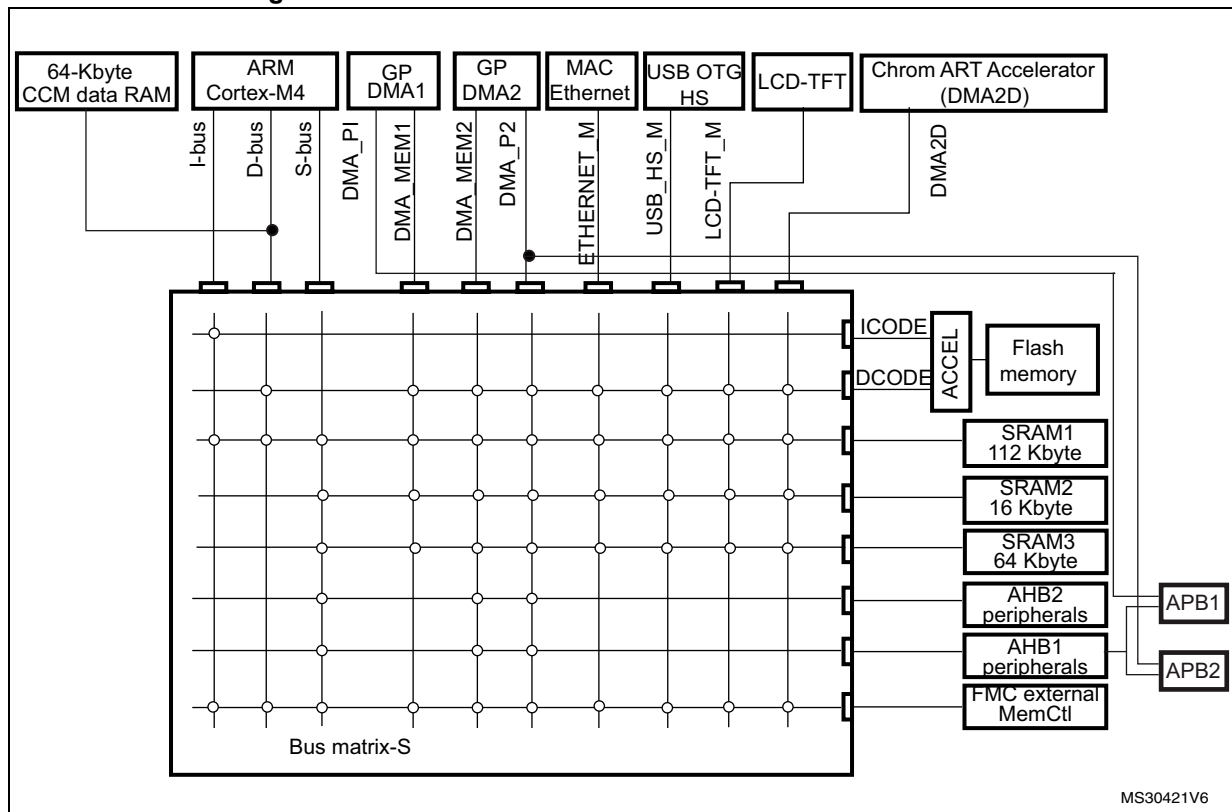 64-Kbyte
CCM data RAM
ARM
Cortex-M4
GP
DMA1
GP
DMA2
MAC
Ethernet
USB OTG
HS
LCD-TFT
Chrom ART Accelerator
(DMA2D)
I-bus
D-bus
S-bus
DMA_PI
DMA_MEM1
DMA_MEM2
DMA_P2
ETHERNET_M
USB_HS_M
LCD-TFT_M
DMA2D
ICODE
DCODE
ACCEL
Flash
memory
SRAM1
112 Kbyte
SRAM2
16 Kbyte
SRAM3
64 Kbyte
AHB2
peripherals
AHB1
peripherals
FMC external
MemCtl
APB1
APB2
Bus matrix-S
MS30421V6